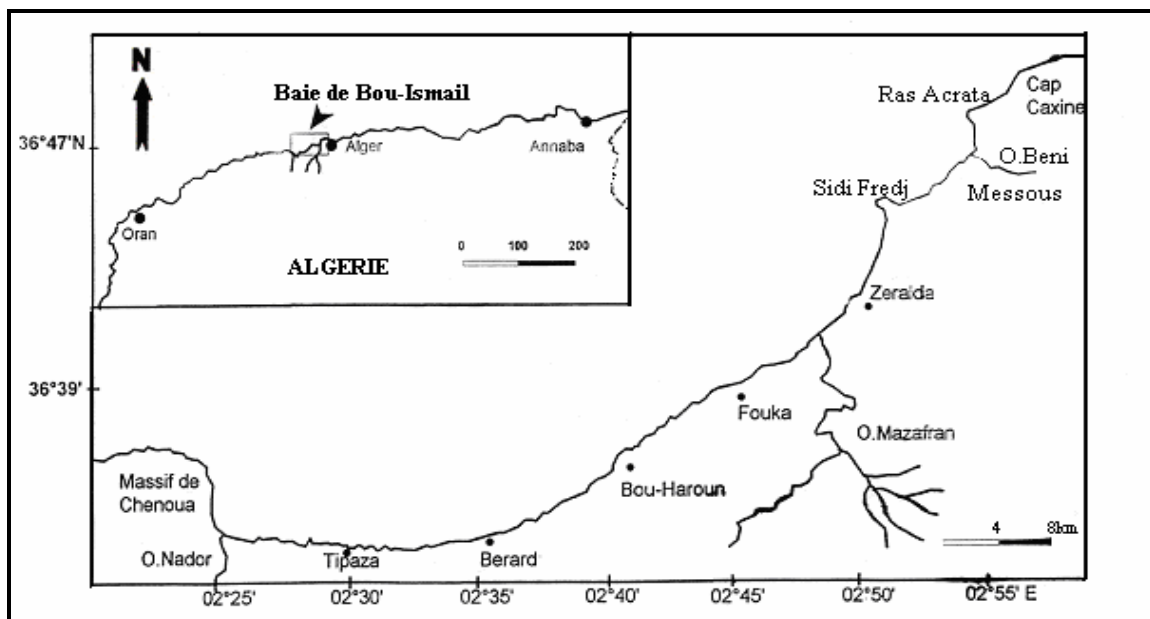 N
Baie de Bou-Ismail
36°47'N
Alger
Annaba
Oran
ALGERIE
0 100 200
Ras Acrata
Cap
Caxine
O.Beni
Messous
Sidi Fredj
Zeralda
36°39'
Fouka
O.Mazafran
Bou-Haroun
Massif de
Chenoua
O.Nador
Tipaza
Berard
4 8km
02°25' 02°30' 02°35' 02°40' 02°45' 02°50' 02°55' E